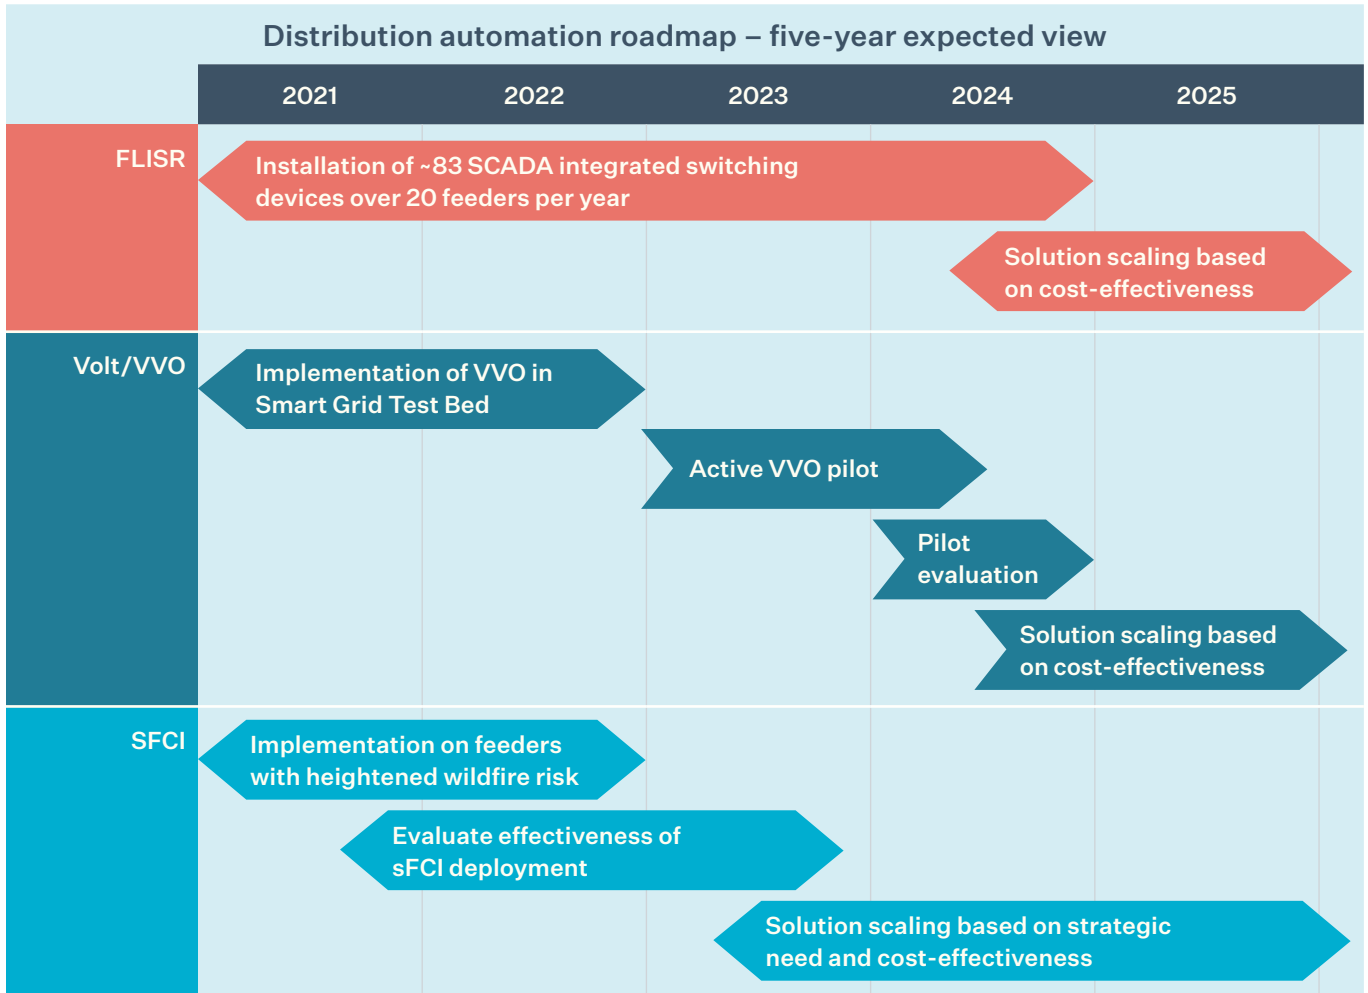 Distribution automation roadmap – five-year expected view
2021 2022 2023 2024 2025
FLISR
Installation of ~83 SCADA integrated switching
devices over 20 feeders per year
Solution scaling based
on cost-effectiveness
Volt/VVO
Implementation of VVO in
Smart Grid Test Bed
Active VVO pilot
Pilot
evaluation
Solution scaling based
on cost-effectiveness
SFCI
Implementation on feeders
with heightened wildfire risk
Evaluate effectiveness of
sFCI deployment
Solution scaling based on strategic
need and cost-effectiveness